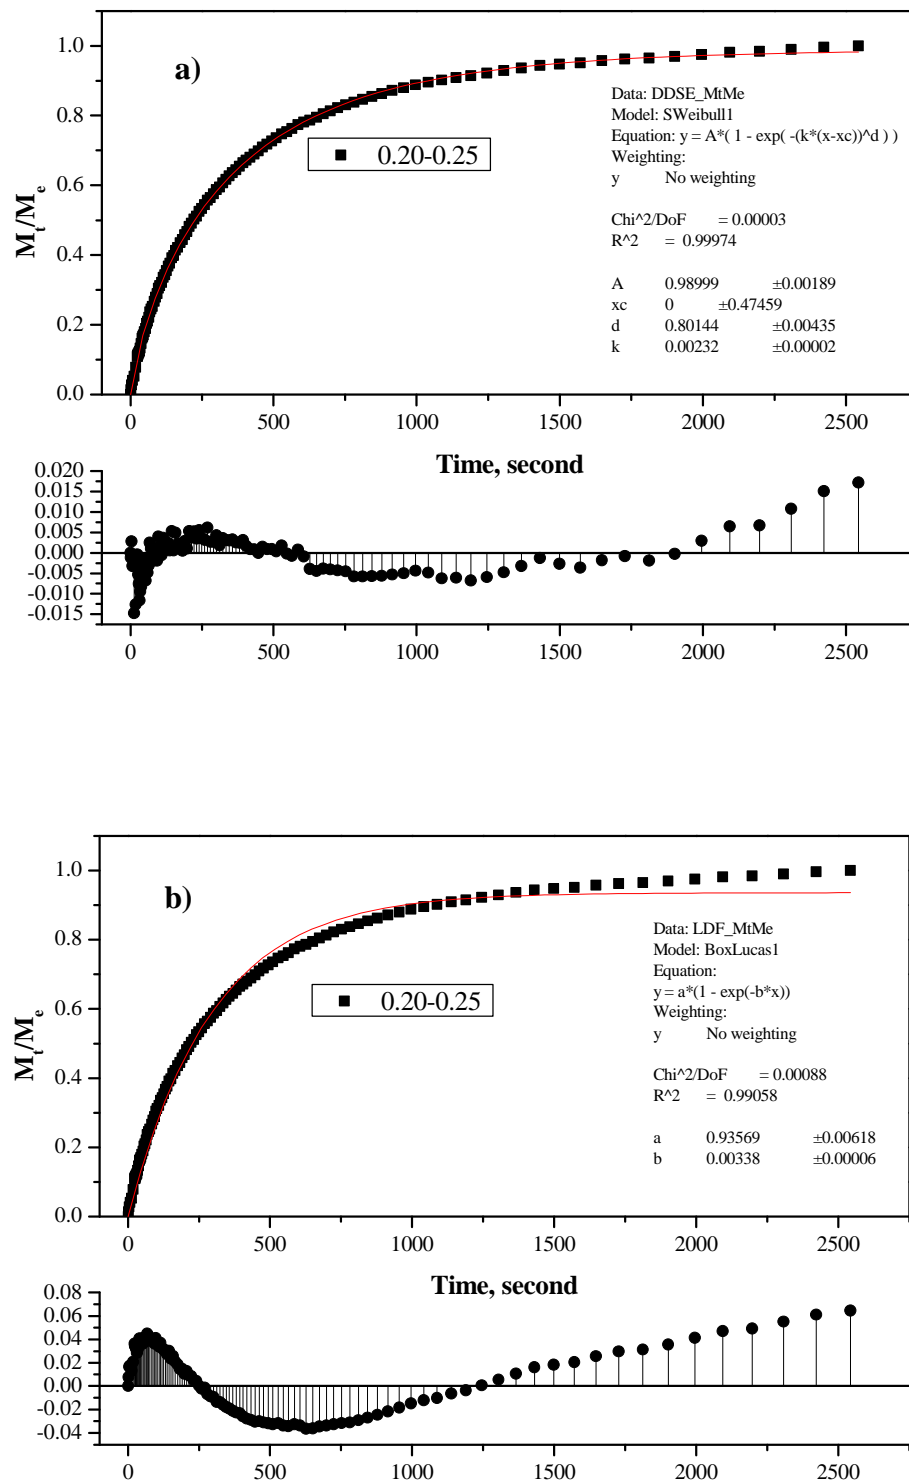 a)
1.0
0.8
0.6
0.4
0.2
0.0
M_t/M_e
0.20-0.25
Data: DDSE_MtMe
Model: SWeibull1
Equation: y = A*( 1 - exp( -(k*(x-xc))^d ) )
Weighting:
y No weighting
Chi^2/DoF = 0.00003
R^2 = 0.99974
A 0.98999 ±0.00189
xc 0 ±0.47459
d 0.80144 ±0.00435
k 0.00232 ±0.00002
0 500 1000 1500 2000 2500
Time, second
0.020
0.015
0.010
0.005
0.000
-0.005
-0.010
-0.015
0 500 1000 1500 2000 2500
b)
1.0
0.8
0.6
0.4
0.2
0.0
M_t/M_e
0.20-0.25
Data: LDF_MtMe
Model: BoxLucas1
Equation:
y = a*(1 - exp(-b*x))
Weighting:
y No weighting
Chi^2/DoF = 0.00088
R^2 = 0.99058
a 0.93569 ±0.00618
b 0.00338 ±0.00006
0 500 1000 1500 2000 2500
Time, second
0.08
0.06
0.04
0.02
0.00
-0.02
-0.04
0 500 1000 1500 2000 2500